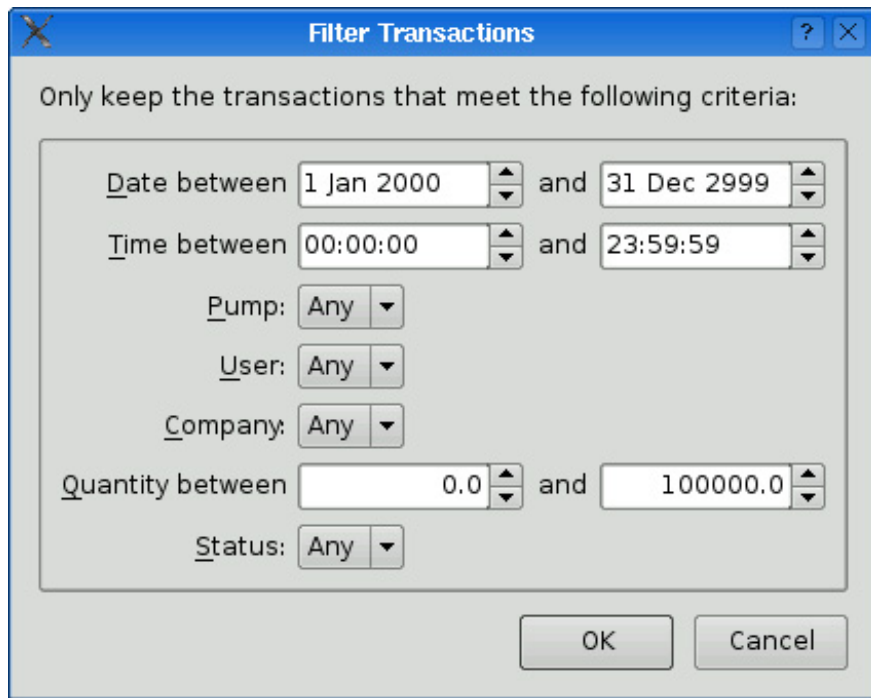 Filter Transactions
Only keep the transactions that meet the following criteria:
Date between 1 Jan 2000 and 31 Dec 2999
Time between 00:00:00 and 23:59:59
Pump: Any
User: Any
Company: Any
Quantity between 0.0 and 100000.0
Status: Any
OK Cancel